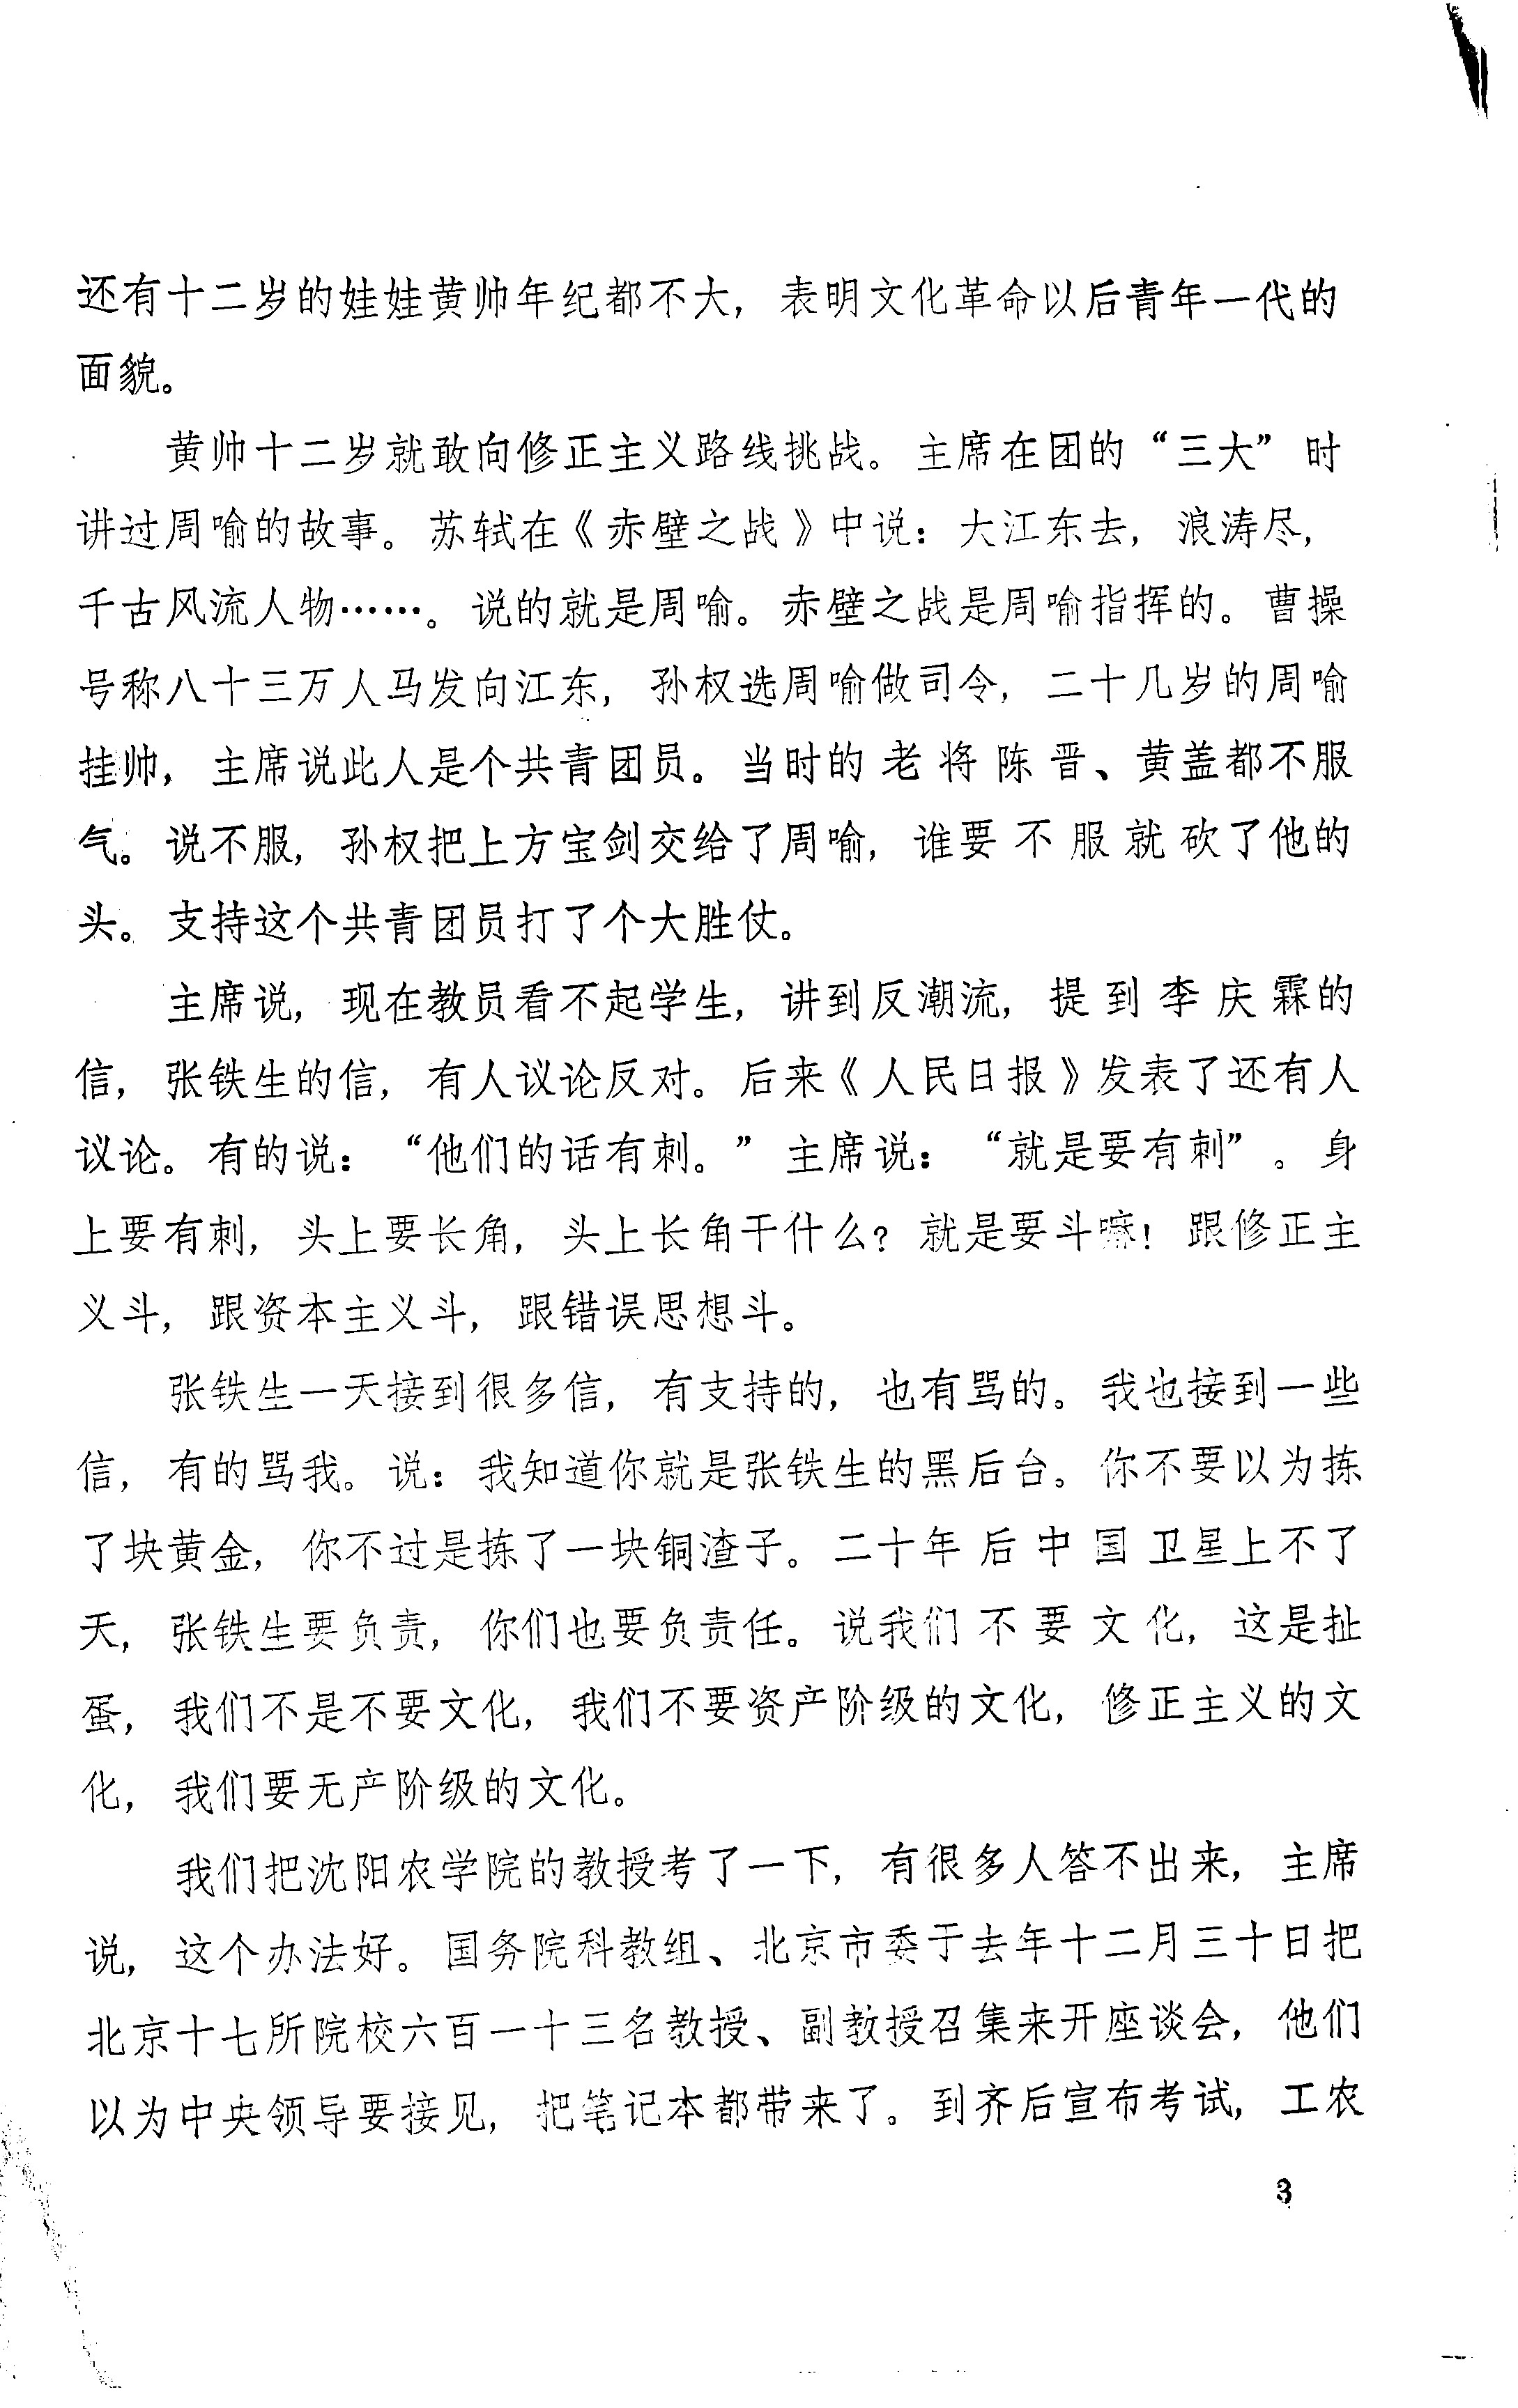 还有十二岁的娃娃黄帅年纪都不大，表明文化革命以后青年一代的
面貌。
黄帅十二岁就敢向修正主义路线挑战。主席在团的“三大”时
讲过周喻的故事。苏轼在《赤壁之战》中说：大江东去，浪涛尽，
千古风流人物……。说的就是周喻。赤壁之战是周喻指挥的。曹操
号称八十三万人马发向江东，孙权选周喻做司令，二十几岁的周喻
挂帅，主席说此人是个共青团员。当时的老将陈晋、黄盖都不服
气。说不服，孙权把上方宝剑交给了周喻，谁要不服就砍了他的
头。支持这个共青团员打了个大胜仗。
主席说，现在教员看不起学生，讲到反潮流，提到李庆霖的
信，张铁生的信，有人议论反对。后来《人民日报》发表了还有人
议论。有的说：“他们的话有刺。”主席说：“就是要有刺”。身
上要有刺，头上要长角，头上长角干什么？就是要斗嘛！跟修正主
义斗，跟资本主义斗，跟错误思想斗。
张铁生一天接到很多信，有支持的，也有骂的。我也接到一些
信，有的骂我。说：我知道你就是张铁生的黑后台。你不要以为拣
了块黄金，你不过是拣了一块铜渣子。二十年后中国卫星上不了
天，张铁生要负责，你们也要负责任。说我们不要文化，这是扯
蛋，我们不是不要文化，我们不要资产阶级的文化，修正主义的文
化，我们要无产阶级的文化。
我们把沈阳农学院的教授考了一下，有很多人答不出来，主席
说，这个办法好。国务院科教组、北京市委于去年十二月三十日把
北京十七所院校六百一十三名教授、副教授召集来开座谈会，他们
以为中央领导要接见，把笔记本都带来了。到齐后宣布考试，工农
3